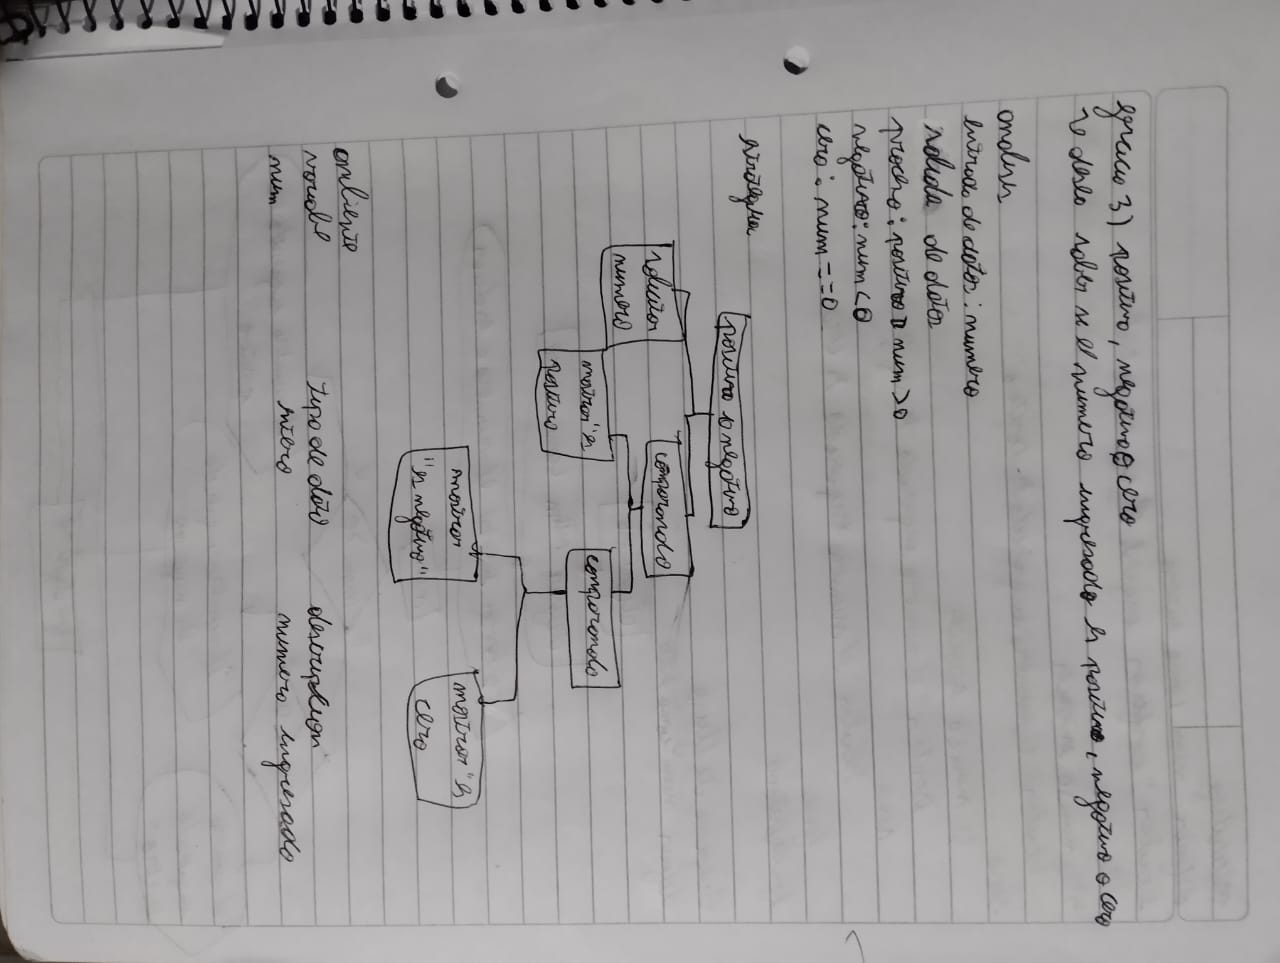 ejercicio 3) positivo, negativo o cero
se desea saber si el numero ingresado es positivo, negativo o cero
analisis
entrada de datos: numero
salida de datos
proceso: positivo num >0
negativo: num <0
cero: num ==0
estrategia
positivo o negativo
solicitar
numero
comparando
mostrar "es
positivo
comparando
mostrar
"es negativo"
mostrar "es
cero
ambiente
variable tipo de dato descripcion
num entero numero ingresado